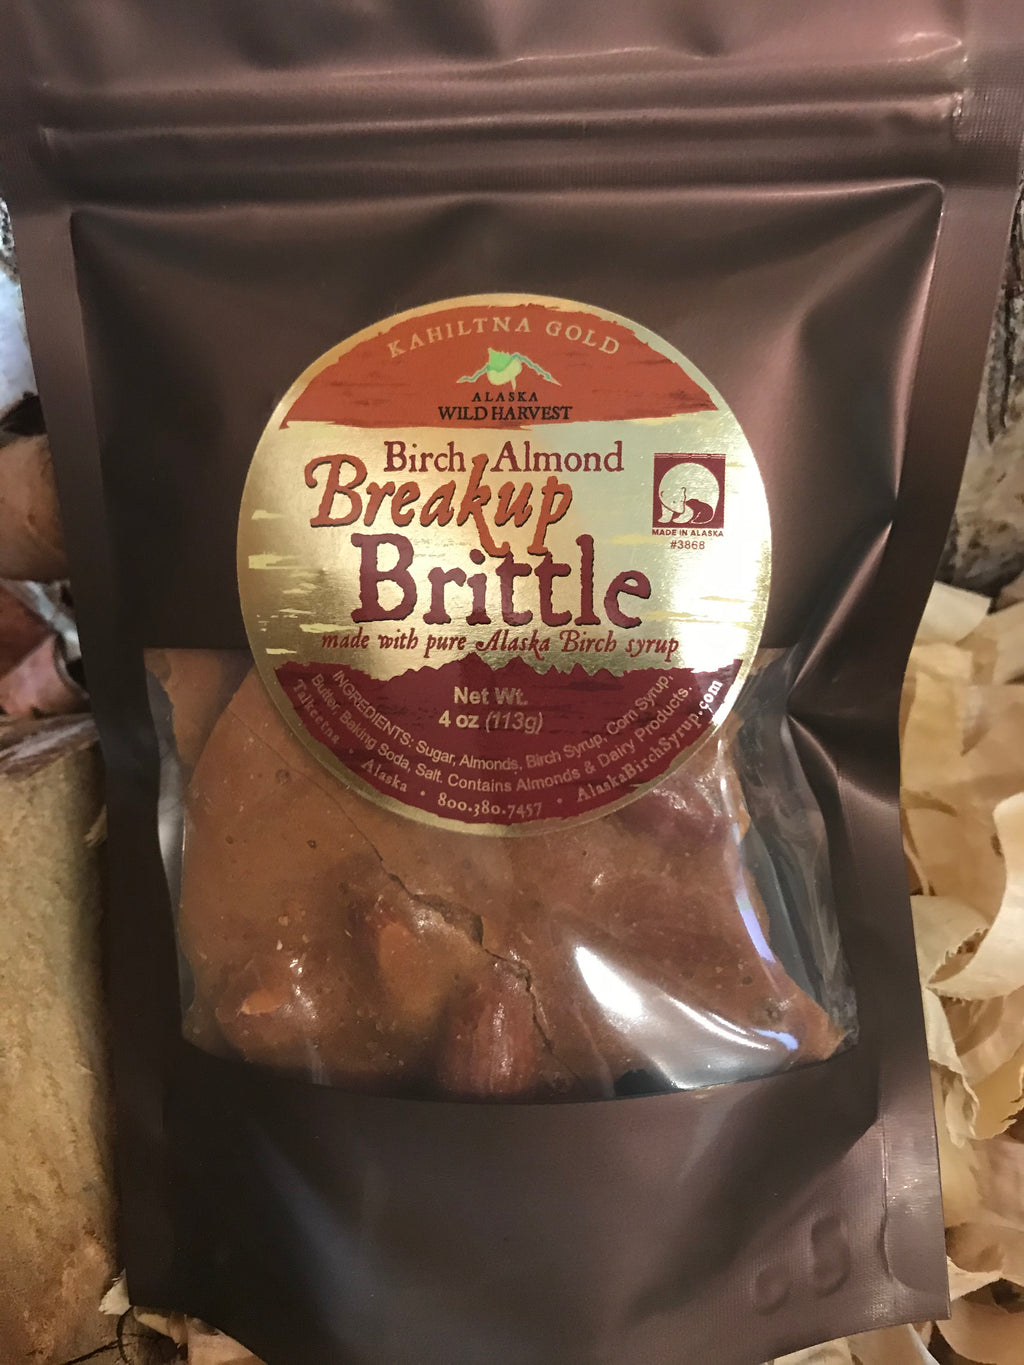 KAHILTNA GOLD
ALASKA
WILD HARVEST
Birch Almond
Breakup
Brittle
made with pure Alaska Birch syrup
MADE IN ALASKA
#3868
Net Wt.
4 oz (113g)
INGREDIENTS: Sugar, Almonds, Birch Syrup, Corn Syrup,
Butter, Baking Soda, Salt. Contains Almonds & Dairy Products.
Talkeetna · Alaska · 800.380.7457 · AlaskaBirchSyrup.com